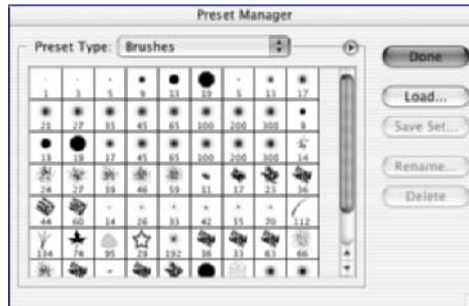 Preset Manager
Preset Type: Brushes
Done
Load...
Save Set...
Rename...
Delete
1 3 5 9 13 19 5 13 17
21 27 35 45 65 100 200 300 9
13 19 17 45 65 100 200 300 14
24 27 39 46 59 11 17 23 36
44 60 14 26 33 42 55 70 112
134 74 95 29 192 36 33 63 66